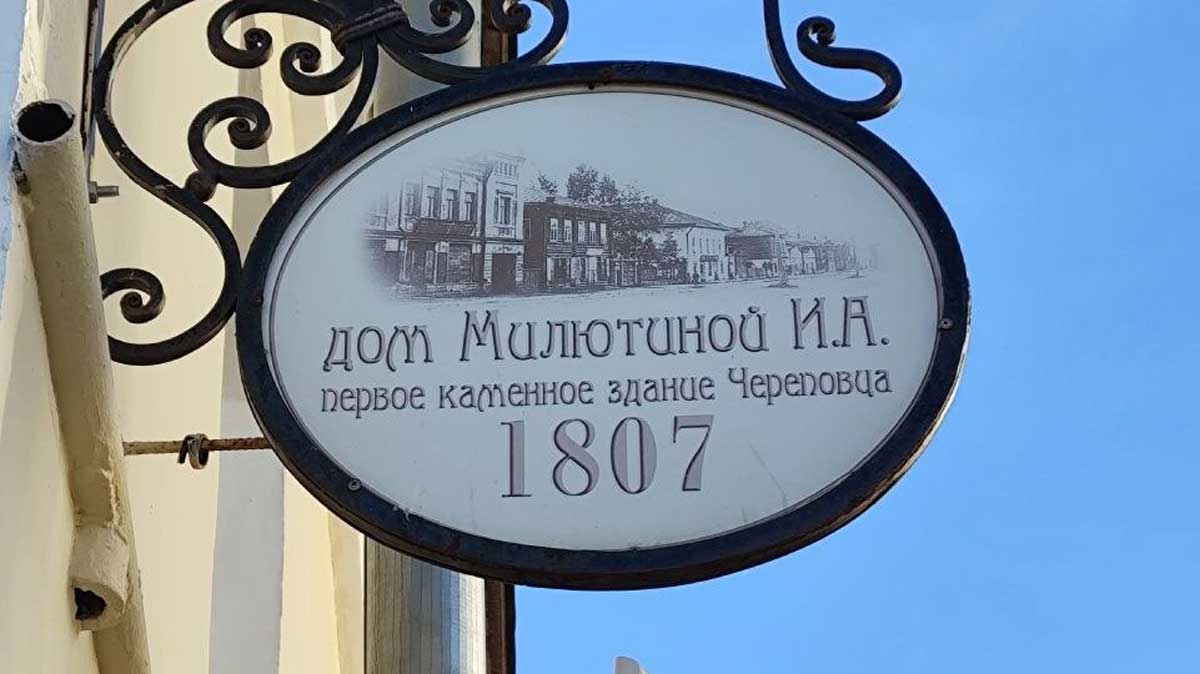 дом Милютиной И.А.
первое каменное здание Череповца
1807